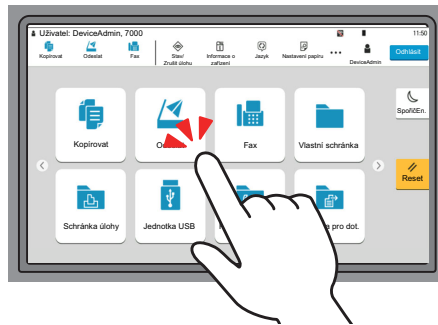 Uživatel: DeviceAdmin, 7000
11:50
Kopírovat
Odeslat
Fax
Stav/
Zrušit úlohu
Informace o
zařízení
Jazyk
Nastavení papíru
DeviceAdmin
Odhlásit
SpořičEn.
Kopírovat
Fax
Vlastní schránka
Reset
Schránka úlohy
Jednotka USB
pro dot.